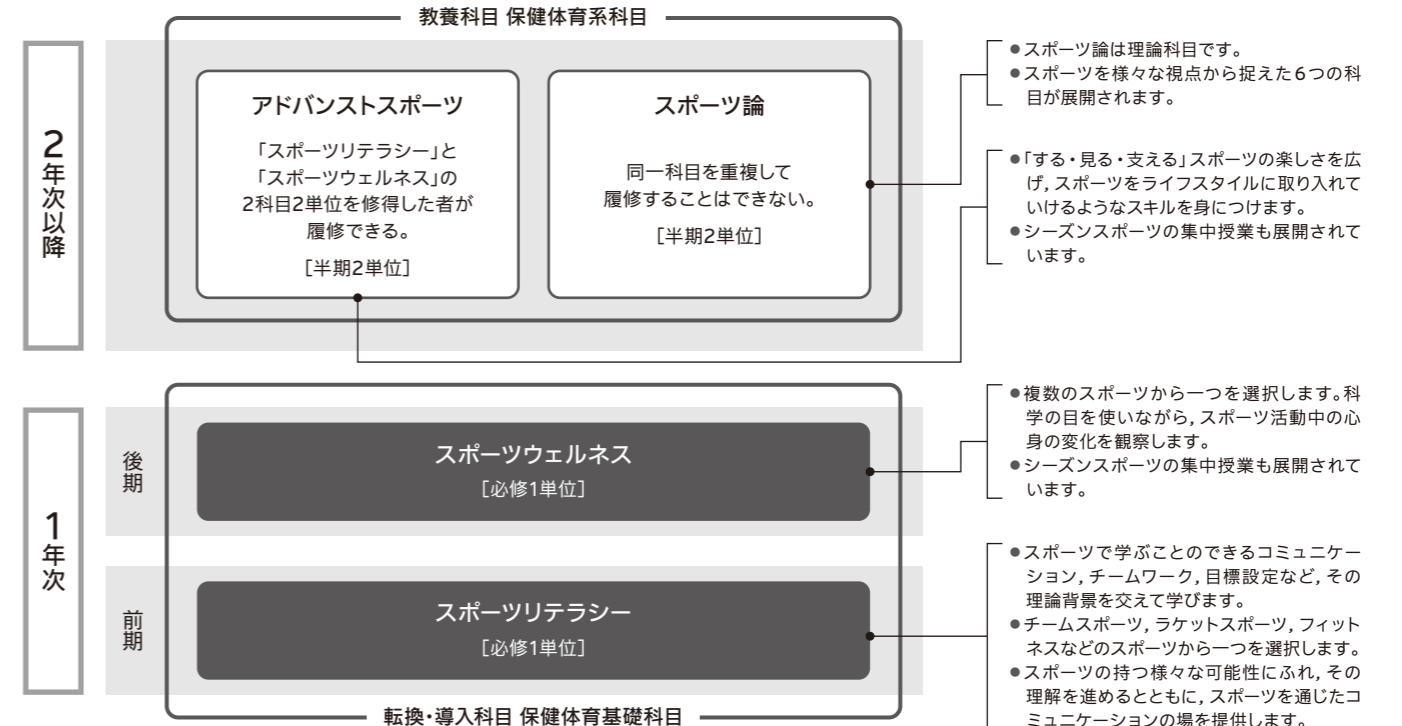 教養科目 保健体育系科目
2年次以降
アドバンストスポーツ
「スポーツリテラシー」と
「スポーツウェルネス」の
2科目2単位を修得した者が
履修できる。
［半期2単位］
スポーツ論
同一科目を重複して
履修することはできない。
［半期2単位］
●スポーツ論は理論科目です。
●スポーツを様々な視点から捉えた6つの科
目が展開されます。
●「する・見る・支える」スポーツの楽しさを広
げ，スポーツをライフスタイルに取り入れて
いけるようなスキルを身につけます。
●シーズンスポーツの集中授業も展開されて
います。
1年次
後期
スポーツウェルネス
［必修1単位］
●複数のスポーツから一つを選択します。科
学の目を使いながら，スポーツ活動中の心
身の変化を観察します。
●シーズンスポーツの集中授業も展開されて
います。
前期
スポーツリテラシー
［必修1単位］
●スポーツで学ぶことのできるコミュニケー
ション，チームワーク，目標設定など，その
理論背景を交えて学びます。
●チームスポーツ，ラケットスポーツ，フィット
ネスなどのスポーツから一つを選択します。
●スポーツの持つ様々な可能性にふれ，その
理解を進めるとともに，スポーツを通じたコ
ミュニケーションの場を提供します。
転換・導入科目 保健体育基礎科目